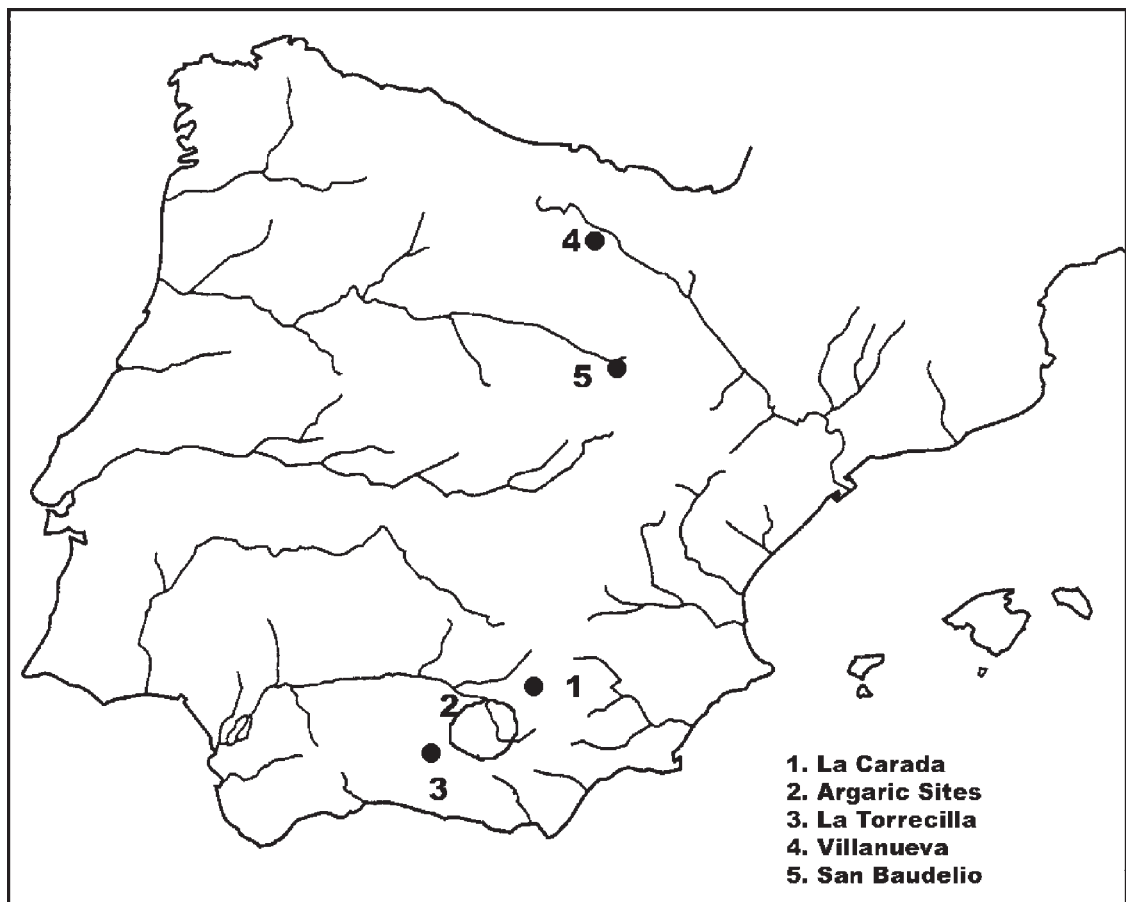 4
5
1
2
3
1. La Carada
2. Argaric Sites
3. La Torrecilla
4. Villanueva
5. San Baudelio